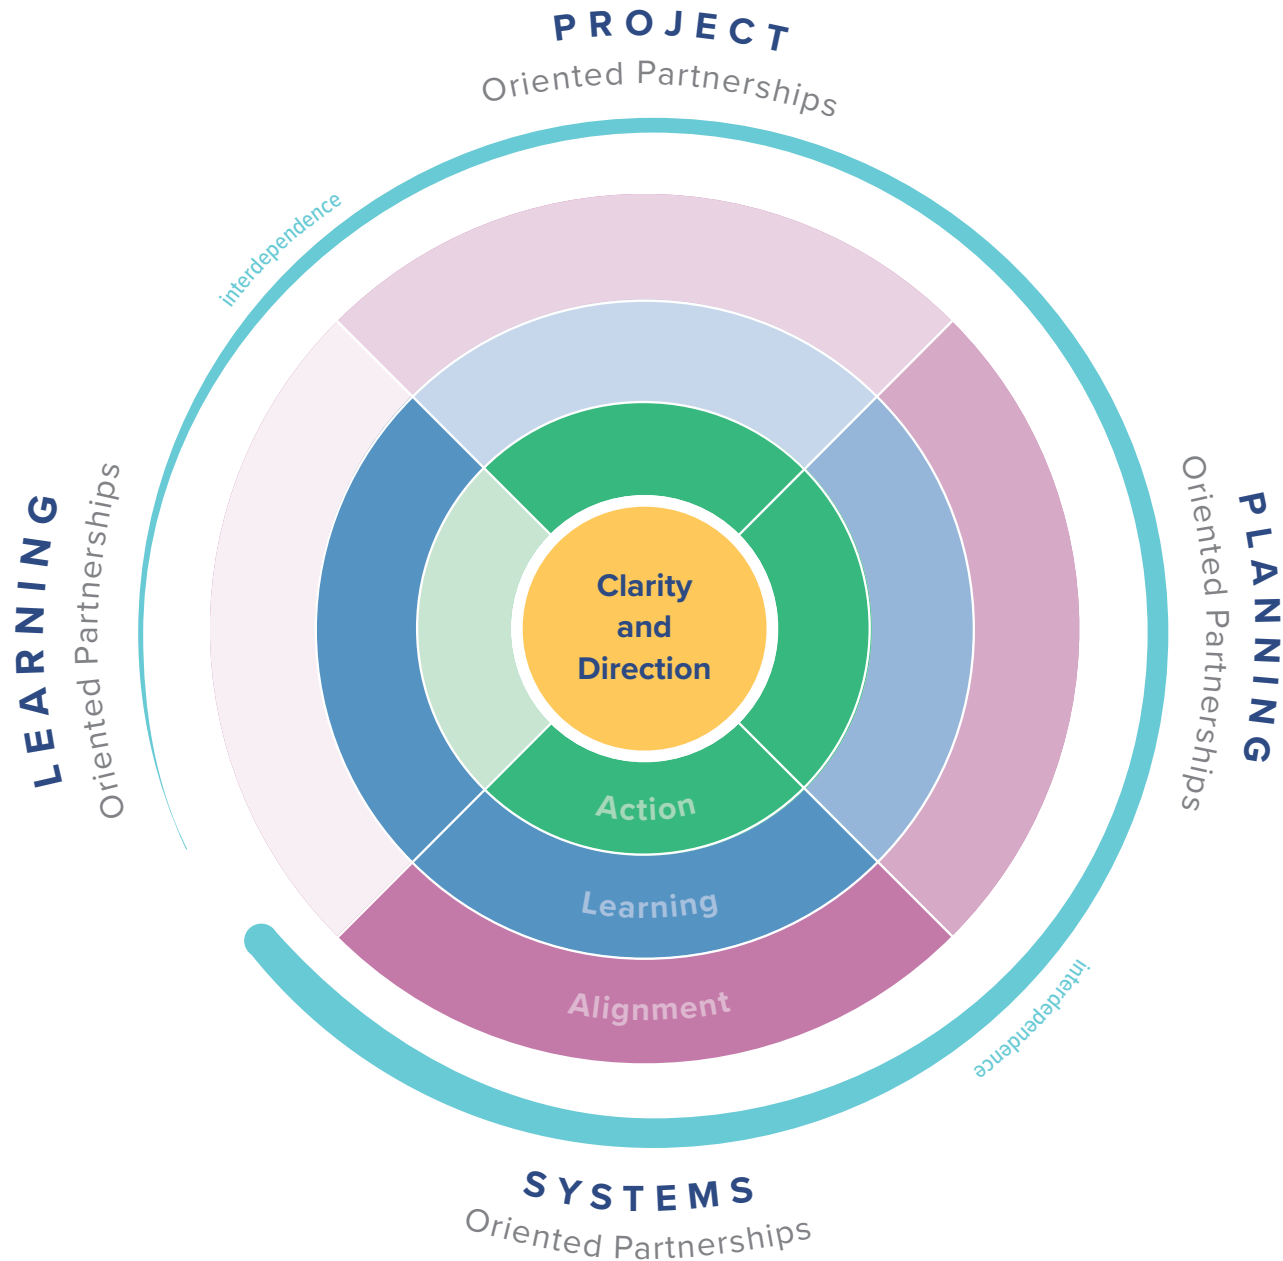 PROJECT
Oriented Partnerships
interdependence
LEARNING
Oriented Partnerships
PLANNING
Oriented Partnerships
Clarity
and
Direction
Action
Learning
Alignment
interdependence
SYSTEMS
Oriented Partnerships